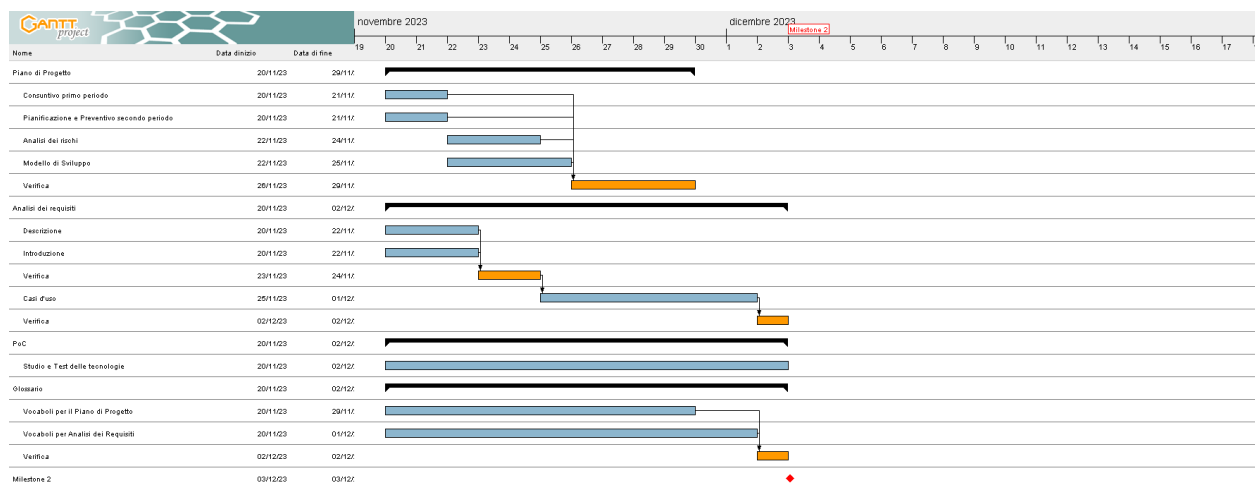 GANTT project
novembre 2023 dicembre 2023
Milestone 2
Nome Data dinizio Data di fine 19 20 21 22 23 24 25 26 27 28 29 30 1 2 3 4 5 6 7 8 9 10 11 12 13 14 15 16 17
Piano di Progetto 20/11/23 29/11/
Consuntivo primo periodo 20/11/23 21/11/
Pianificazione e Preventivo secondo periodo 20/11/23 21/11/
Analisi dei rischi 22/11/23 24/11/
Modello di Sviluppo 22/11/23 25/11/
Verifica 26/11/23 29/11/
Analisi dei requisiti 20/11/23 02/12/
Descrizione 20/11/23 22/11/
Introduzione 20/11/23 22/11/
Verifica 23/11/23 24/11/
Casi d'uso 25/11/23 01/12/
Verifica 02/12/23 02/12/
PoC 20/11/23 02/12/
Studio e Test delle tecnologie 20/11/23 02/12/
Glossario 20/11/23 02/12/
Vocaboli per il Piano di Progetto 20/11/23 29/11/
Vocaboli per Analisi dei Requisiti 20/11/23 01/12/
Verifica 02/12/23 02/12/
Milestone 2 03/12/23 03/12/